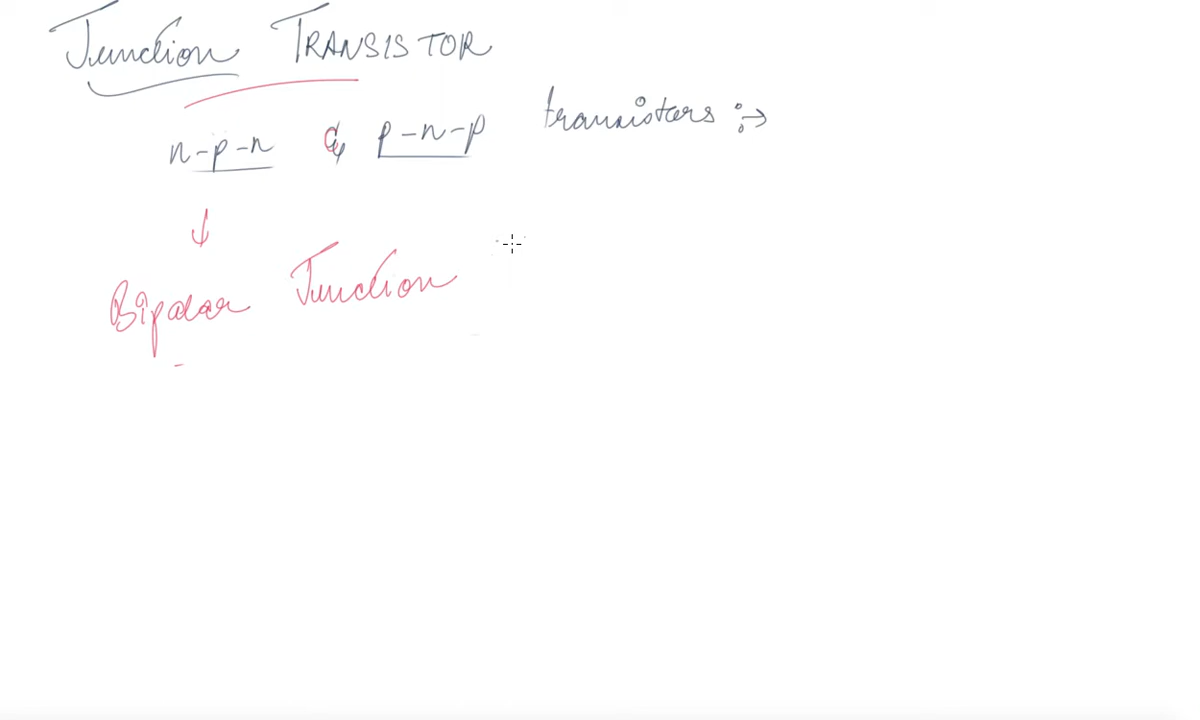 Junction TRANSISTOR
n-p-n & p-n-p transistors :→
↓
Bipolar Junction